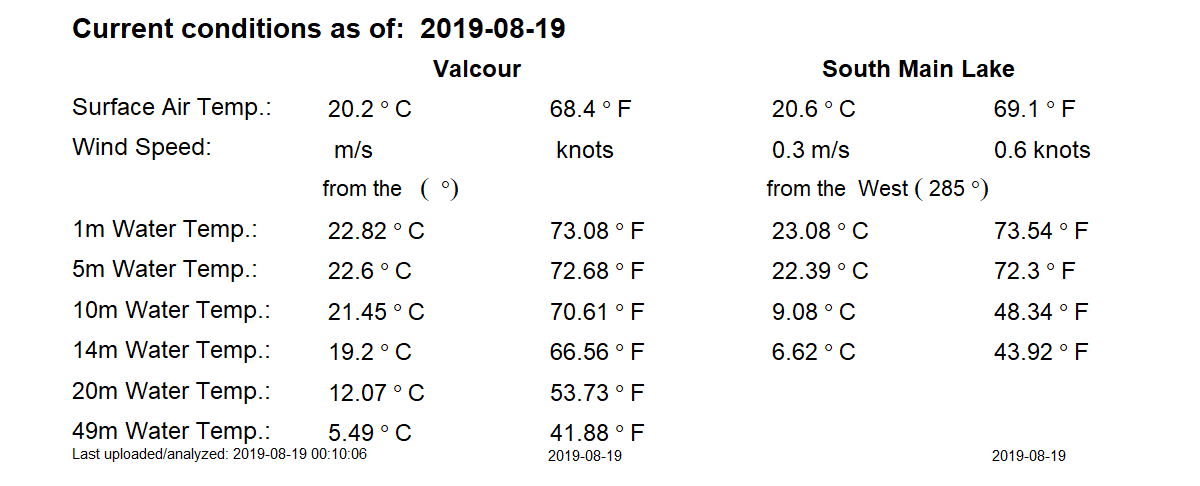 Current conditions as of: 2019-08-19
Valcour South Main Lake
Surface Air Temp.: 20.2 ° C 68.4 ° F 20.6 ° C 69.1 ° F
Wind Speed: m/s knots 0.3 m/s 0.6 knots
from the ( °) from the West ( 285 °)
1m Water Temp.: 22.82 ° C 73.08 ° F 23.08 ° C 73.54 ° F
5m Water Temp.: 22.6 ° C 72.68 ° F 22.39 ° C 72.3 ° F
10m Water Temp.: 21.45 ° C 70.61 ° F 9.08 ° C 48.34 ° F
14m Water Temp.: 19.2 ° C 66.56 ° F 6.62 ° C 43.92 ° F
20m Water Temp.: 12.07 ° C 53.73 ° F
49m Water Temp.: 5.49 ° C 41.88 ° F
Last uploaded/analyzed: 2019-08-19 00:10:06 2019-08-19 2019-08-19